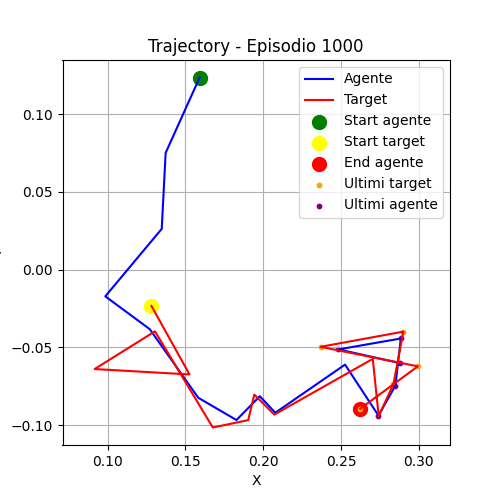 Trajectory - Episodio 1000
Agente
Target
Start agente
Start target
End agente
Ultimi target
Ultimi agente
0.10
0.05
0.00
−0.05
−0.10
0.10
0.15
0.20
0.25
0.30
X